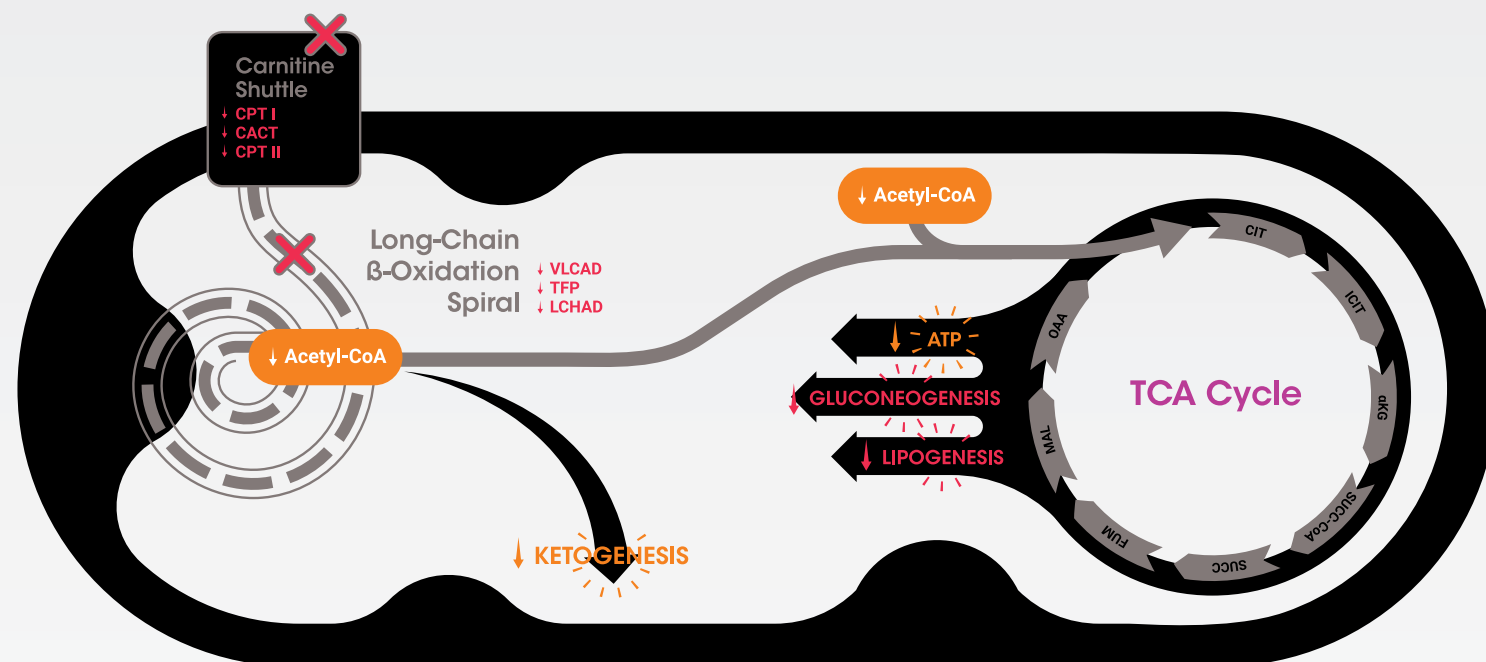 Carnitine
Shuttle
↓ CPT I
↓ CACT
↓ CPT II
Long-Chain
ß-Oxidation
Spiral
↓ VLCAD
↓ TFP
↓ LCHAD
↓ Acetyl-CoA
↓ Acetyl-CoA
↓ ATP
↓ GLUCONEOGENESIS
↓ LIPOGENESIS
↓ KETOGENESIS
TCA Cycle
CIT
ICIT
αKG
SUCC-CoA
SUCC
FUM
MAL
OAA